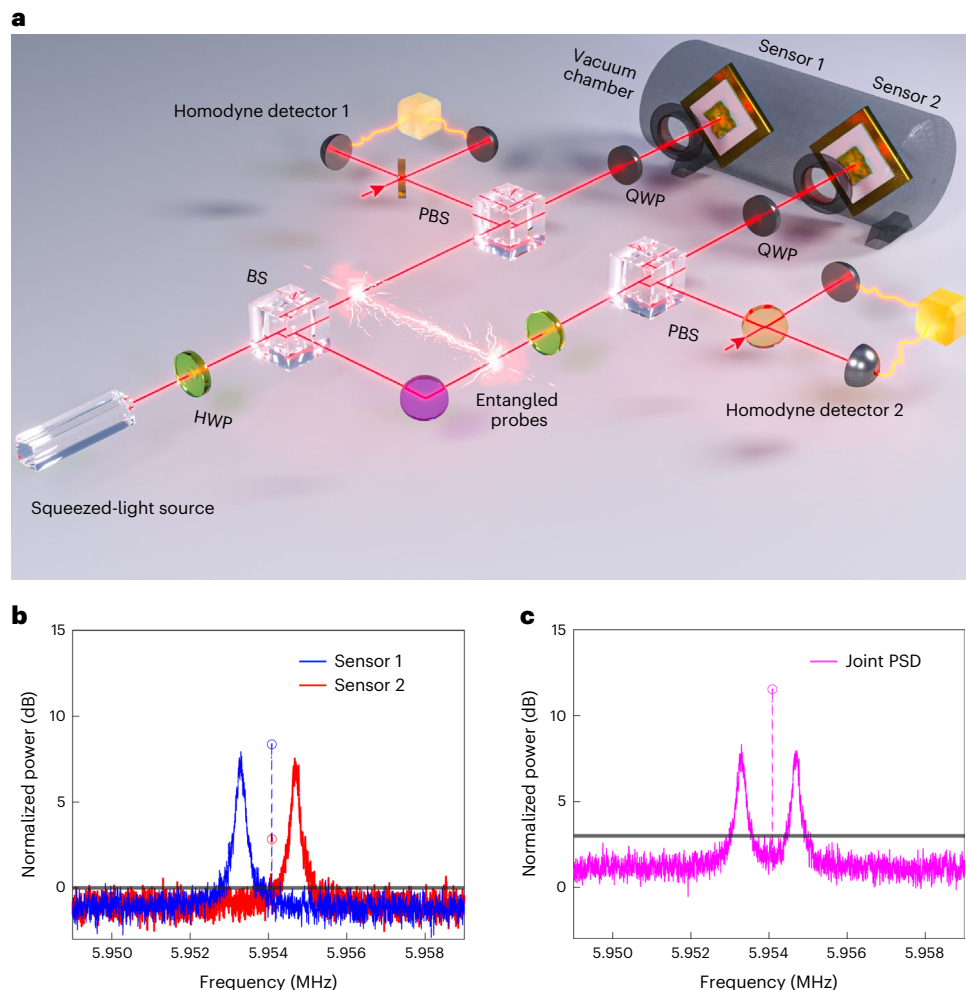 a
Sensor 1
Vacuum
chamber
Sensor 2
Homodyne detector 1
QWP
PBS
QWP
BS
PBS
Entangled
probes
Homodyne detector 2
HWP
Squeezed-light source
b
15
10
5
0
Normalized power (dB)
Sensor 1
Sensor 2
5.950
5.952
5.954
5.956
5.958
Frequency (MHz)
c
15
10
5
0
Normalized power (dB)
Joint PSD
5.950
5.952
5.954
5.956
5.958
Frequency (MHz)